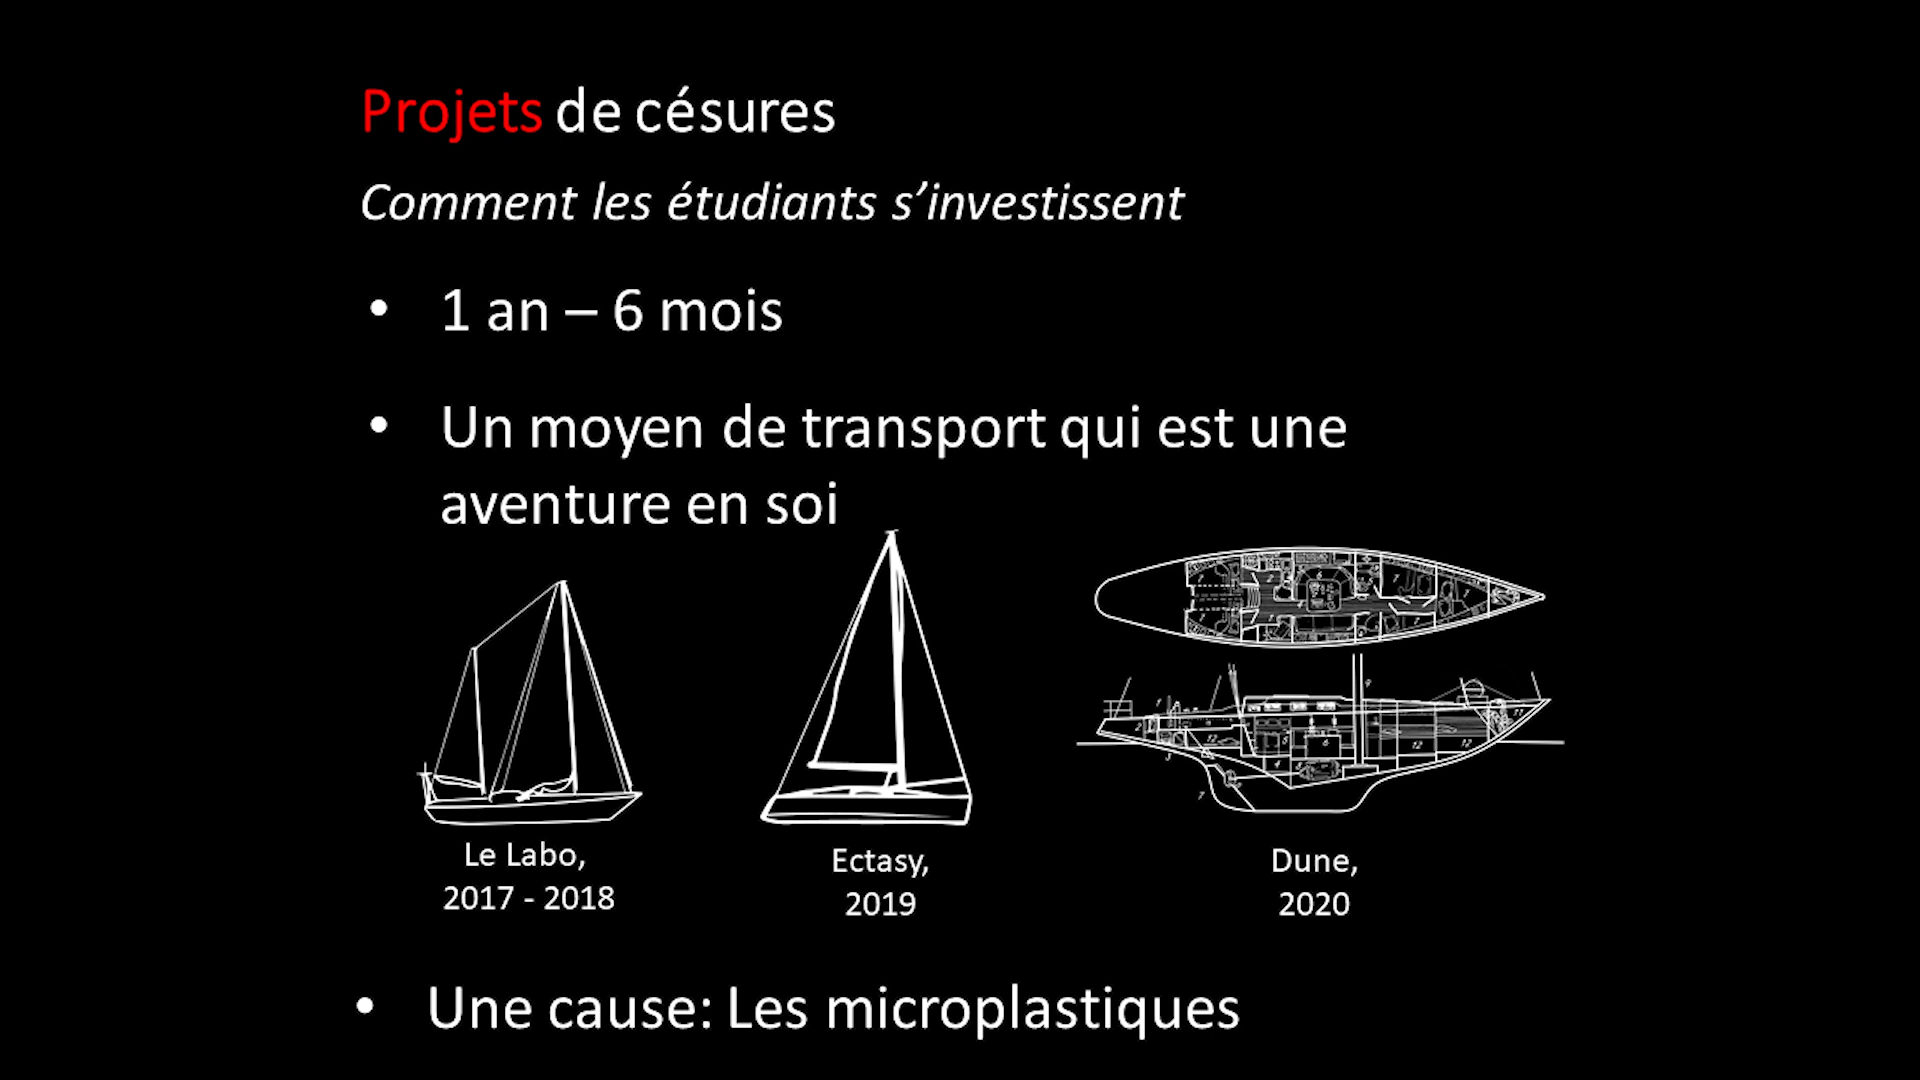 Projets de césures
Comment les étudiants s’investissent
• 1 an – 6 mois
• Un moyen de transport qui est une
aventure en soi
Le Labo,
2017 - 2018
Ectasy,
2019
Dune,
2020
• Une cause: Les microplastiques